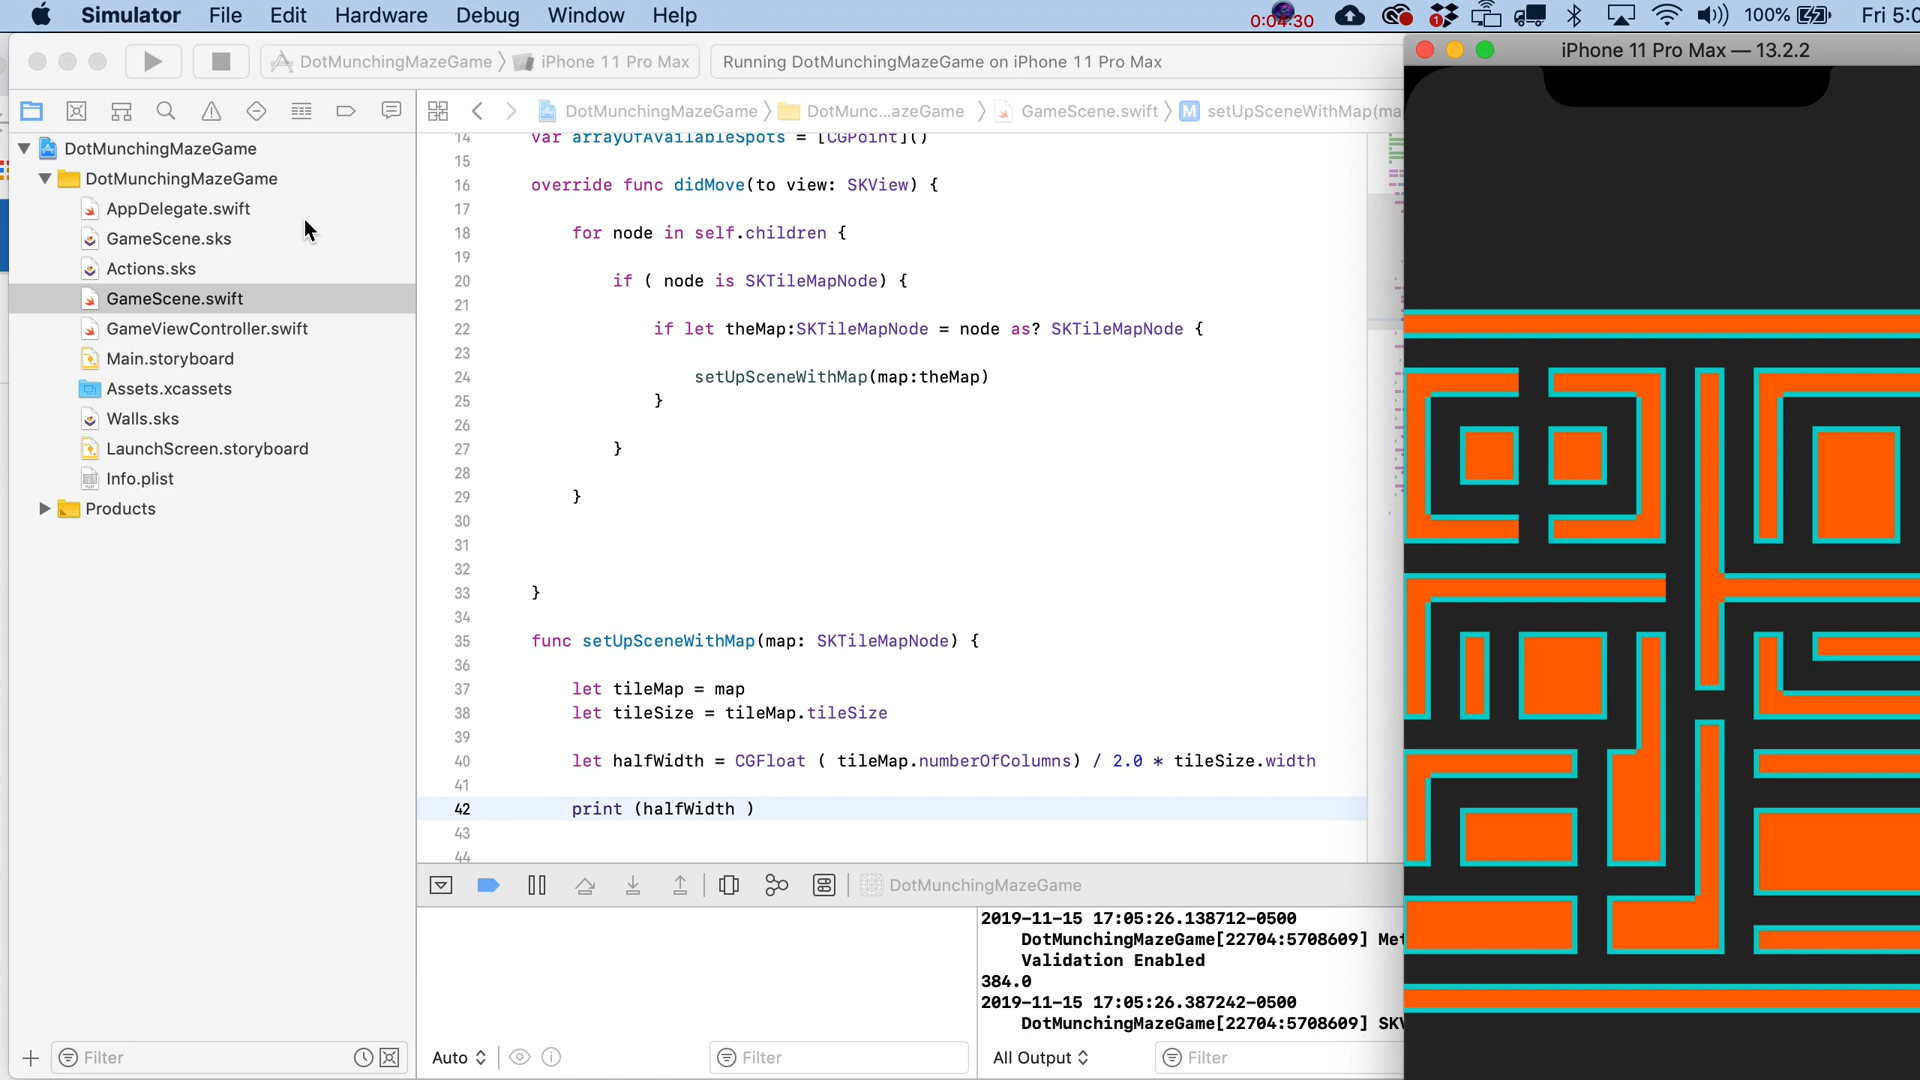 Simulator File Edit Hardware Debug Window Help
0:04:30 1 100% Fri 5:0
DotMunchingMazeGame iPhone 11 Pro Max
Running DotMunchingMazeGame on iPhone 11 Pro Max
iPhone 11 Pro Max — 13.2.2
DotMunchingMazeGame DotMunc...azeGame GameScene.swift M setUpSceneWithMap(ma
DotMunchingMazeGame
DotMunchingMazeGame
AppDelegate.swift
GameScene.sks
Actions.sks
GameScene.swift
GameViewController.swift
Main.storyboard
Assets.xcassets
Walls.sks
LaunchScreen.storyboard
Info.plist
Products
Filter
14 var arrayOfAvailableSpots = [CGPoint]()
15
16 override func didMove(to view: SKView) {
17
18 for node in self.children {
19
20 if ( node is SKTileMapNode) {
21
22 if let theMap:SKTileMapNode = node as? SKTileMapNode {
23
24 setUpSceneWithMap(map:theMap)
25 }
26
27 }
28
29 }
30
31
32
33 }
34
35 func setUpSceneWithMap(map: SKTileMapNode) {
36
37 let tileMap = map
38 let tileSize = tileMap.tileSize
39
40 let halfWidth = CGFloat ( tileMap.numberOfColumns) / 2.0 * tileSize.width
41
42 print (halfWidth )
43
44
DotMunchingMazeGame
2019-11-15 17:05:26.138712-0500
DotMunchingMazeGame[22704:5708609] Met
Validation Enabled
384.0
2019-11-15 17:05:26.387242-0500
DotMunchingMazeGame[22704:5708609] SKV
Auto Filter All Output Filter